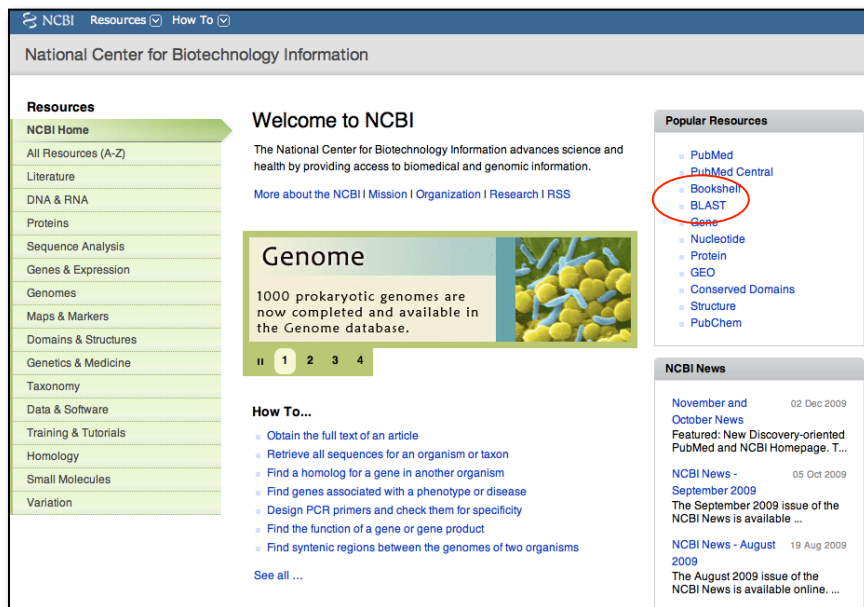 NCBI Resources How To
National Center for Biotechnology Information
Resources
NCBI Home
All Resources (A-Z)
Literature
DNA & RNA
Proteins
Sequence Analysis
Genes & Expression
Genomes
Maps & Markers
Domains & Structures
Genetics & Medicine
Taxonomy
Data & Software
Training & Tutorials
Homology
Small Molecules
Variation
Welcome to NCBI
The National Center for Biotechnology Information advances science and
health by providing access to biomedical and genomic information.
More about the NCBI | Mission | Organization | Research | RSS
Genome
1000 prokaryotic genomes are
now completed and available in
the Genome database.
1 2 3 4
How To...
Obtain the full text of an article
Retrieve all sequences for an organism or taxon
Find a homolog for a gene in another organism
Find genes associated with a phenotype or disease
Design PCR primers and check them for specificity
Find the function of a gene or gene product
Find syntenic regions between the genomes of two organisms
See all ...
Popular Resources
PubMed
PubMed Central
Bookshelf
BLAST
Gene
Nucleotide
Protein
GEO
Conserved Domains
Structure
PubChem
NCBI News
November and 02 Dec 2009
October News
Featured: New Discovery-oriented
PubMed and NCBI Homepage. T...
NCBI News - 05 Oct 2009
September 2009
The September 2009 issue of the
NCBI News is available ...
NCBI News - August 19 Aug 2009
2009
The August 2009 issue of the
NCBI News is available online. ...